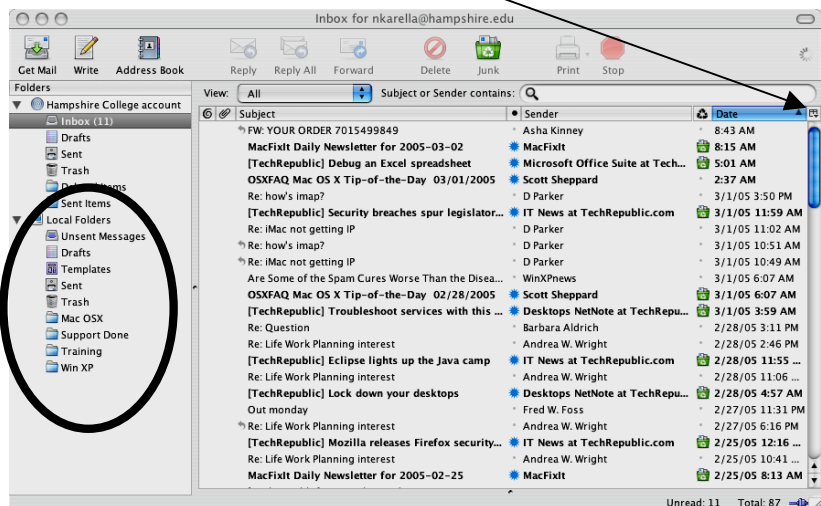 Inbox for nkarella@hampshire.edu
Get Mail Write Address Book Reply Reply All Forward Delete Junk Print Stop
Folders
View: All Subject or Sender contains:
Hampshire College account
Inbox (11)
Drafts
Sent
Trash
Items
Sent Items
Local Folders
Unsent Messages
Drafts
Templates
Sent
Trash
Mac OSX
Support Done
Training
Win XP
Subject Sender Date
FW: YOUR ORDER 7015499849 Asha Kinney 8:43 AM
MacFixIt Daily Newsletter for 2005-03-02 MacFixIt 8:15 AM
[TechRepublic] Debug an Excel spreadsheet Microsoft Office Suite at Tech... 5:01 AM
OSXFAQ Mac OS X Tip-of-the-Day 03/01/2005 Scott Sheppard 2:37 AM
Re: how's imap? D Parker 3/1/05 3:50 PM
[TechRepublic] Security breaches spur legislator... IT News at TechRepublic.com 3/1/05 11:59 AM
Re: iMac not getting IP D Parker 3/1/05 11:02 AM
Re: how's imap? D Parker 3/1/05 10:51 AM
Re: iMac not getting IP D Parker 3/1/05 10:49 AM
Are Some of the Spam Cures Worse Than the Disea... WinXPnews 3/1/05 6:07 AM
OSXFAQ Mac OS X Tip-of-the-Day 02/28/2005 Scott Sheppard 3/1/05 6:07 AM
[TechRepublic] Troubleshoot services with this ... Desktops NetNote at TechRepu... 3/1/05 3:59 AM
Re: Question Barbara Aldrich 2/28/05 3:11 PM
Re: Life Work Planning interest Andrea W. Wright 2/28/05 2:46 PM
[TechRepublic] Eclipse lights up the Java camp IT News at TechRepublic.com 2/28/05 11:55 ...
Re: Life Work Planning interest Andrea W. Wright 2/28/05 11:06 ...
[TechRepublic] Lock down your desktops Desktops NetNote at TechRepu... 2/28/05 4:57 AM
Out monday Fred W. Foss 2/27/05 11:31 PM
Re: Life Work Planning interest Andrea W. Wright 2/27/05 6:16 PM
[TechRepublic] Mozilla releases Firefox security... IT News at TechRepublic.com 2/25/05 12:16 ...
Re: Life Work Planning interest Andrea W. Wright 2/25/05 10:41 ...
MacFixIt Daily Newsletter for 2005-02-25 MacFixIt 2/25/05 8:13 AM
Unread: 11 Total: 87